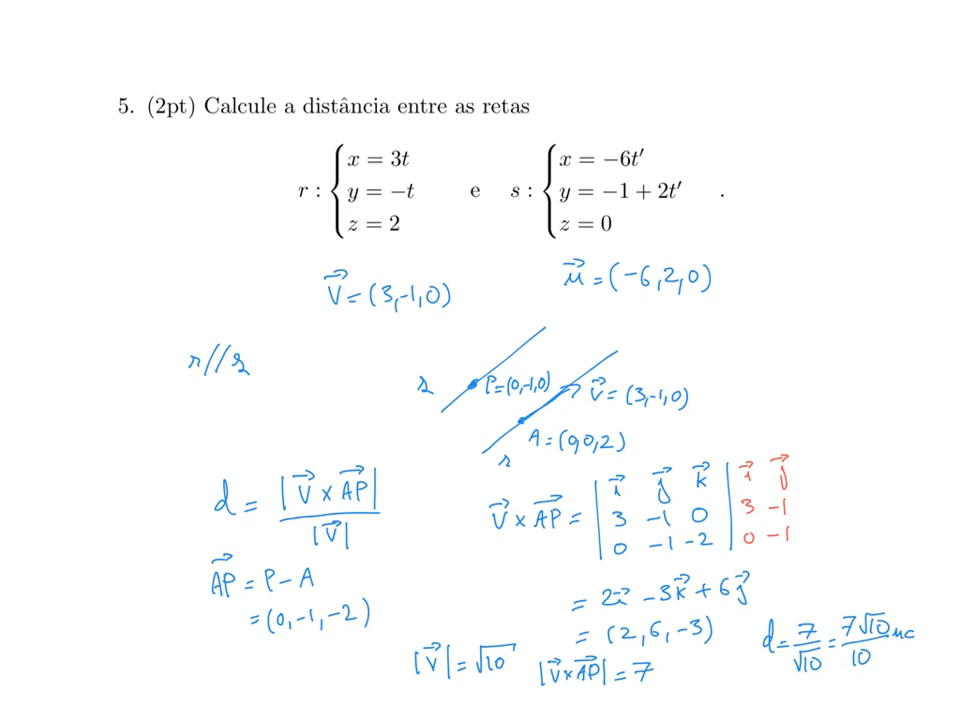 5. (2pt) Calcule a distância entre as retas
r : { x = 3t
y = −t
z = 2
e
s : { x = −6t′
y = −1 + 2t′
z = 0
.
V⃗ = (3,-1,0)
u⃗ = (-6,2,0)
r//s
s
P=(0,-1,0)
V⃗ = (3,-1,0)
A = (0,0,2)
r
d = |V⃗ x AP⃗| / |V⃗|
V⃗ x AP⃗ = | i⃗ j⃗ k⃗ | i⃗ j⃗
3 -1 0 | 3 -1
0 -1 -2 | 0 -1
AP⃗ = P - A
= (0,-1,-2)
= 2i⃗ - 3k⃗ + 6j⃗
= (2,6,-3)
|V⃗| = √10
|V⃗xAP⃗| = 7
d = 7/√10 = 7√10/10 uc